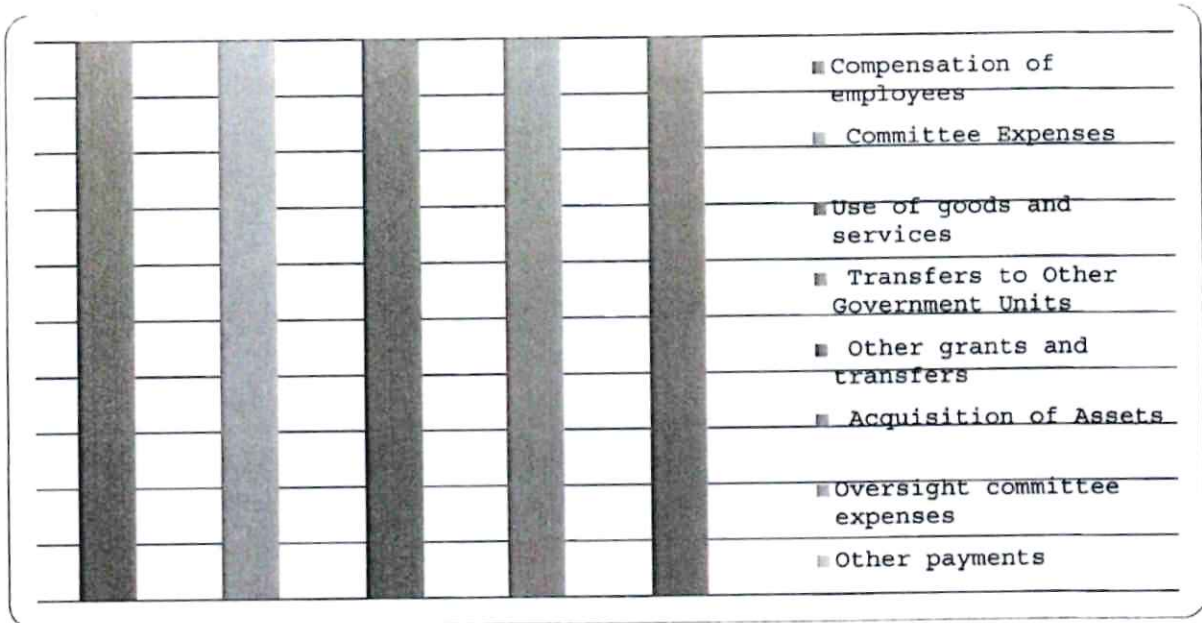 Compensation of
employees
Committee Expenses
Use of goods and
services
Transfers to Other
Government Units
Other grants and
transfers
Acquisition of Assets
Oversight committee
expenses
Other payments